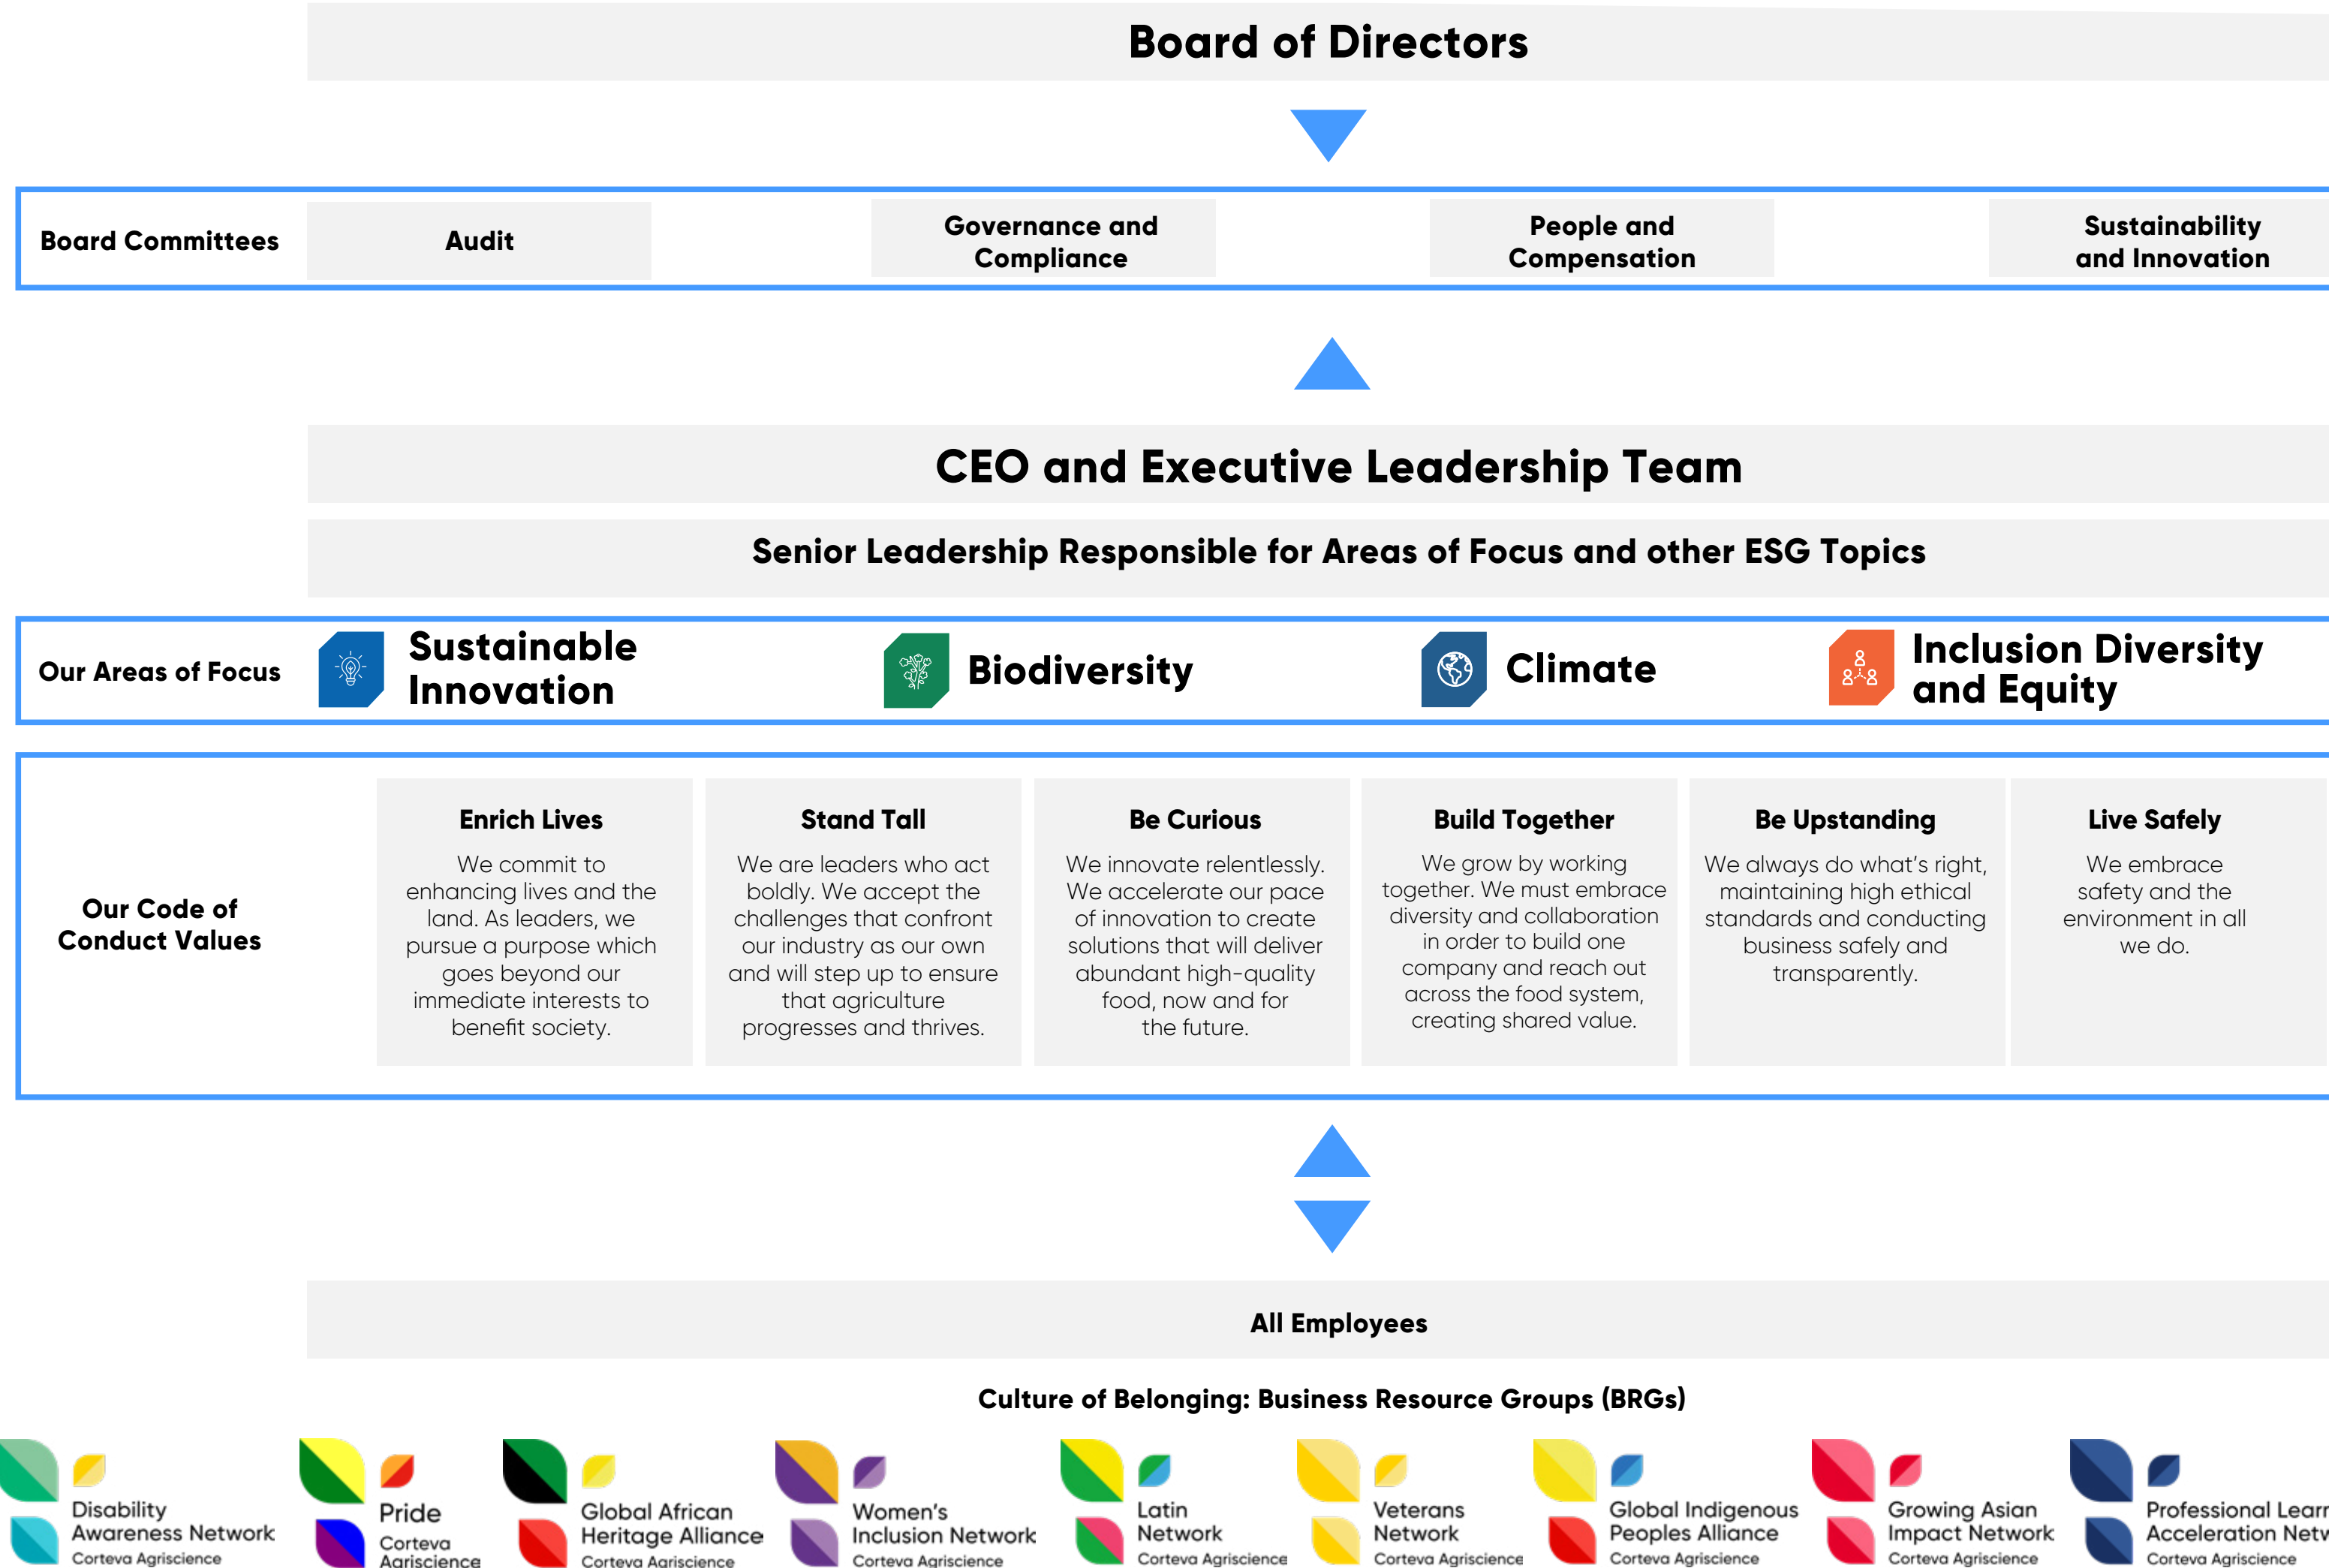 Board of Directors
Board Committees
Audit
Governance and
Compliance
People and
Compensation
Sustainability
and Innovation
CEO and Executive Leadership Team
Senior Leadership Responsible for Areas of Focus and other ESG Topics
Our Areas of Focus
Sustainable
Innovation
Biodiversity
Climate
Inclusion Diversity
and Equity
Our Code of
Conduct Values
Enrich Lives
We commit to
enhancing lives and the
land. As leaders, we
pursue a purpose which
goes beyond our
immediate interests to
benefit society.
Stand Tall
We are leaders who act
boldly. We accept the
challenges that confront
our industry as our own
and will step up to ensure
that agriculture
progresses and thrives.
Be Curious
We innovate relentlessly.
We accelerate our pace
of innovation to create
solutions that will deliver
abundant high-quality
food, now and for
the future.
Build Together
We grow by working
together. We must embrace
diversity and collaboration
in order to build one
company and reach out
across the food system,
creating shared value.
Be Upstanding
We always do what's right,
maintaining high ethical
standards and conducting
business safely and
transparently.
Live Safely
We embrace
safety and the
environment in all
we do.
All Employees
Culture of Belonging: Business Resource Groups (BRGs)
Disability
Awareness Network
Corteva Agriscience
Pride
Corteva
Agriscience
Global African
Heritage Alliance
Corteva Agriscience
Women's
Inclusion Network
Corteva Agriscience
Latin
Network
Corteva Agriscience
Veterans
Network
Corteva Agriscience
Global Indigenous
Peoples Alliance
Corteva Agriscience
Growing Asian
Impact Network
Corteva Agriscience
Professional
Acceleration
Corteva Agriscience